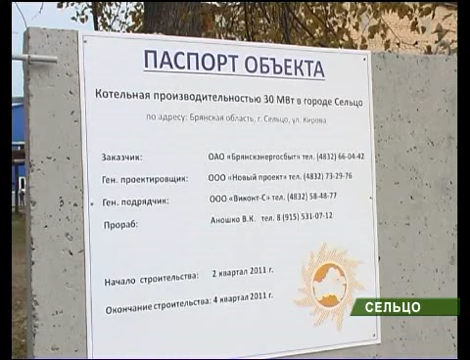 ПАСПОРТ ОБЪЕКТА
Котельная производительностью 30 МВт в городе Сельцо
по адресу: Брянская область, г. Сельцо, ул. Кирова
Заказчик: ОАО «Брянскэнергосбыт» тел. (4832) 66-04-42
Ген. проектировщик: ООО «Новый проект» тел. (4832) 73-29-76
Ген. подрядчик: ООО «Виконт-С» тел. (4832) 58-48-77
Прораб: Аношко В.К. тел. 8 (915) 531-07-12
Начало строительства: 2 квартал 2011 г.
Окончание строительства: 4 квартал 2011 г.
СЕЛЬЦО